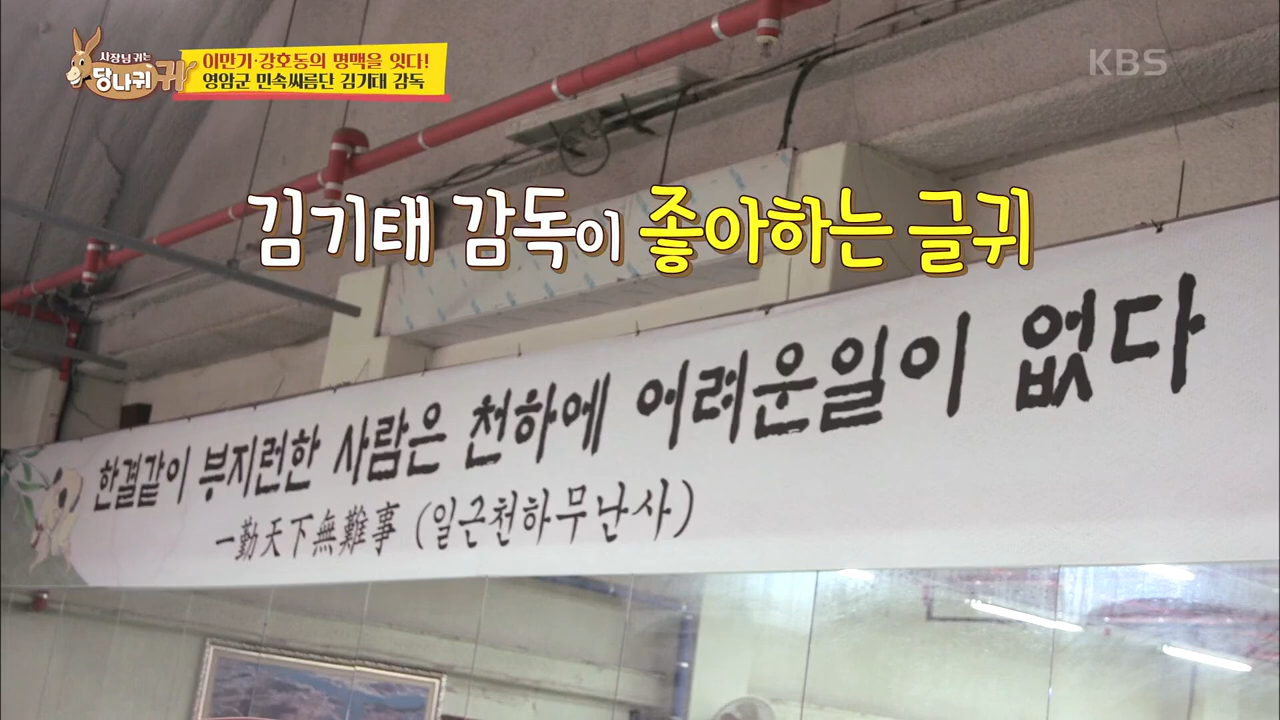 사장님 귀는
당나귀 귀
이만기·강호동의 명맥을 잇다!
영암군 민속씨름단 김기태 감독
KBS
김기태 감독이 좋아하는 글귀
한결같이 부지런한 사람은 천하에 어려운일이 없다
一勤天下無難事 (일근천하무난사)